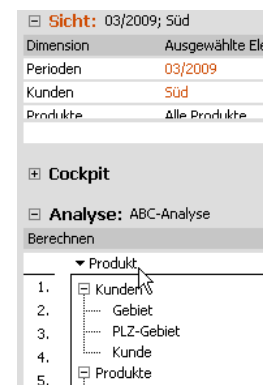 Sicht: 03/2009; Süd
Dimension Ausgewählte Ele
Perioden 03/2009
Kunden Süd
Produkte Alle Produkte
Cockpit
Analyse: ABC-Analyse
Berechnen
Produkt
1. Kunden
2. Gebiet
3. PLZ-Gebiet
4. Kunde
5. Produkte